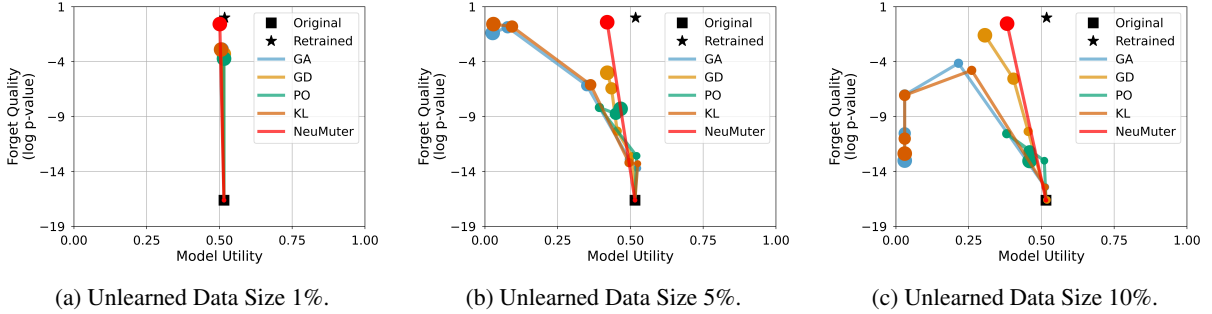 1
−4
−9
−14
−19
Forget Quality
(log p-value)
0.00
0.25
0.50
0.75
1.00
Model Utility
Original
Retrained
GA
GD
PO
KL
NeuMuter
(a) Unlearned Data Size 1%.
1
−4
−9
−14
−19
Forget Quality
(log p-value)
0.00
0.25
0.50
0.75
1.00
Model Utility
Original
Retrained
GA
GD
PO
KL
NeuMuter
(b) Unlearned Data Size 5%.
1
−4
−9
−14
−19
Forget Quality
(log p-value)
0.00
0.25
0.50
0.75
1.00
Model Utility
Original
Retrained
GA
GD
PO
KL
NeuMuter
(c) Unlearned Data Size 10%.